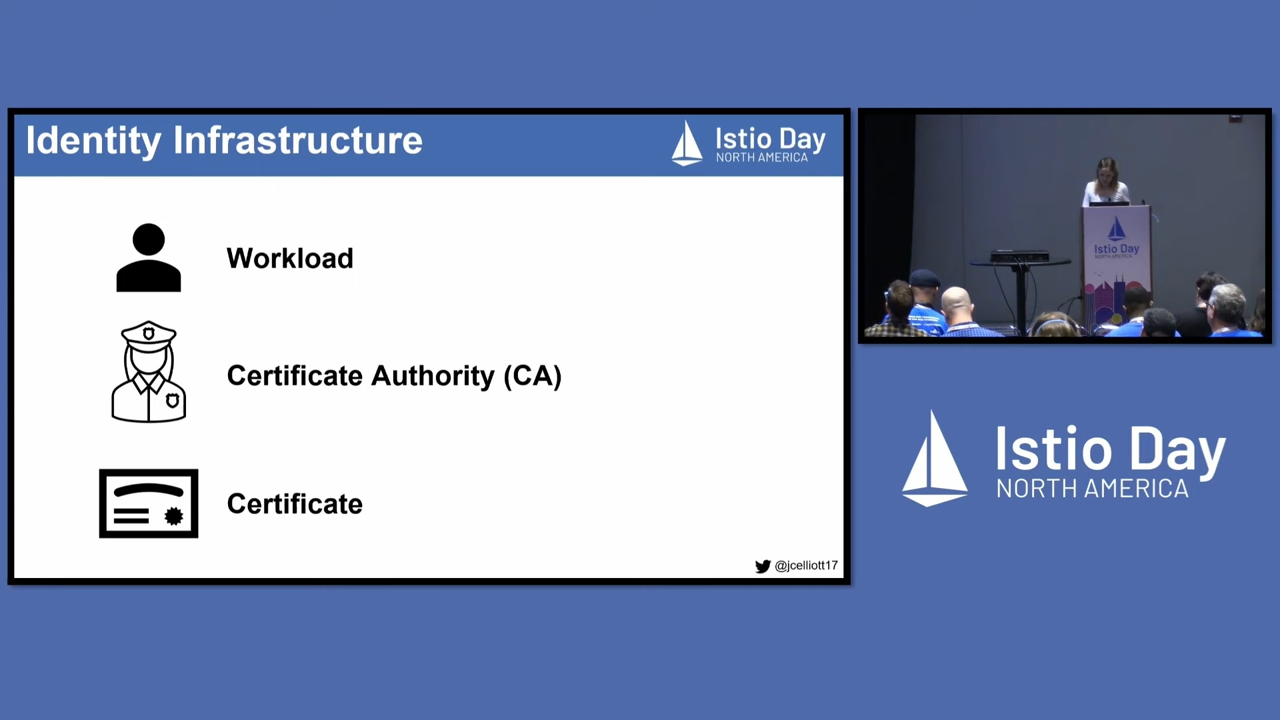 Identity Infrastructure
Istio Day
NORTH AMERICA
Workload
Certificate Authority (CA)
Certificate
@jcelliott17
Istio Day
NORTH AMERICA
Istio Day
NORTH AMERICA